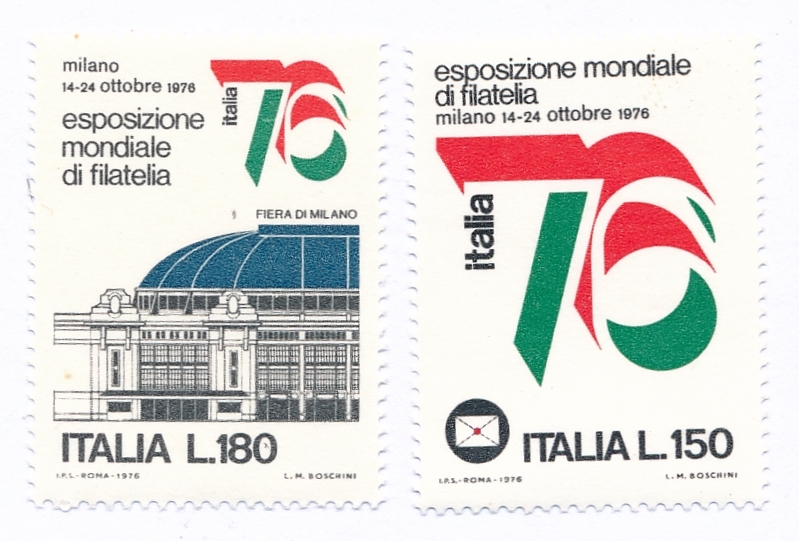 milano
14-24 ottobre 1976
esposizione
mondiale
di filatelia
italia
76
FIERA DI MILANO
ITALIA L.180
I.P.S.-ROMA-1976
L. M. BOSCHINI
esposizione mondiale
di filatelia
milano 14-24 ottobre 1976
italia
76
ITALIA L.150
I.P.S.-ROMA-1976
L. M. BOSCHINI